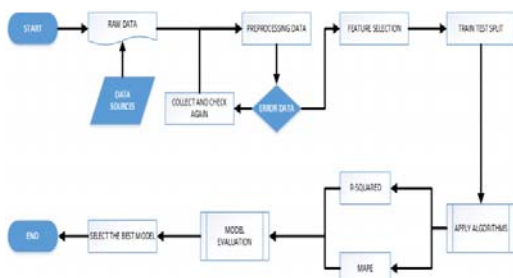 START
RAW DATA
PREPROCESSING DATA
FEATURE SELECTION
TRAIN TEST SPLIT
DATA
SOURCES
COLLECT AND CHECK
AGAIN
ERROR DATA
R-SQUARED
END
SELECT THE BEST MODEL
MODEL
EVALUATION
APPLY ALGORITHMS
MAPE